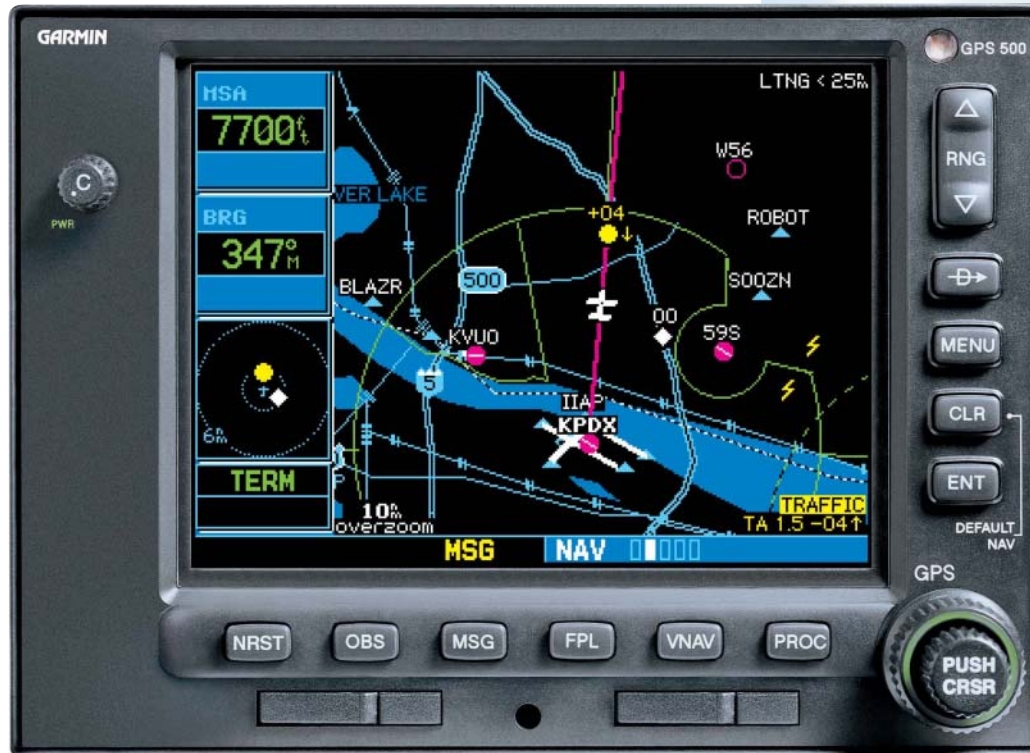 GARMIN
GPS 500
MSA
7700ft
LTNG < 25nm
W56
RNG
.C
PWR
VER LAKE
+04
ROBOT
BRG
347°M
500
BLAZR
SOOZN
00
KVUO
59S
MENU
5
IIAP
CLR
KPDX
6nm
TERM
ENT
P
10nm
overzoom
TRAFFIC
TA 1.5 -04↑
DEFAULT
NAV
MSG
NAV
GPS
NRST
OBS
MSG
FPL
VNAV
PROC
PUSH
CRSR